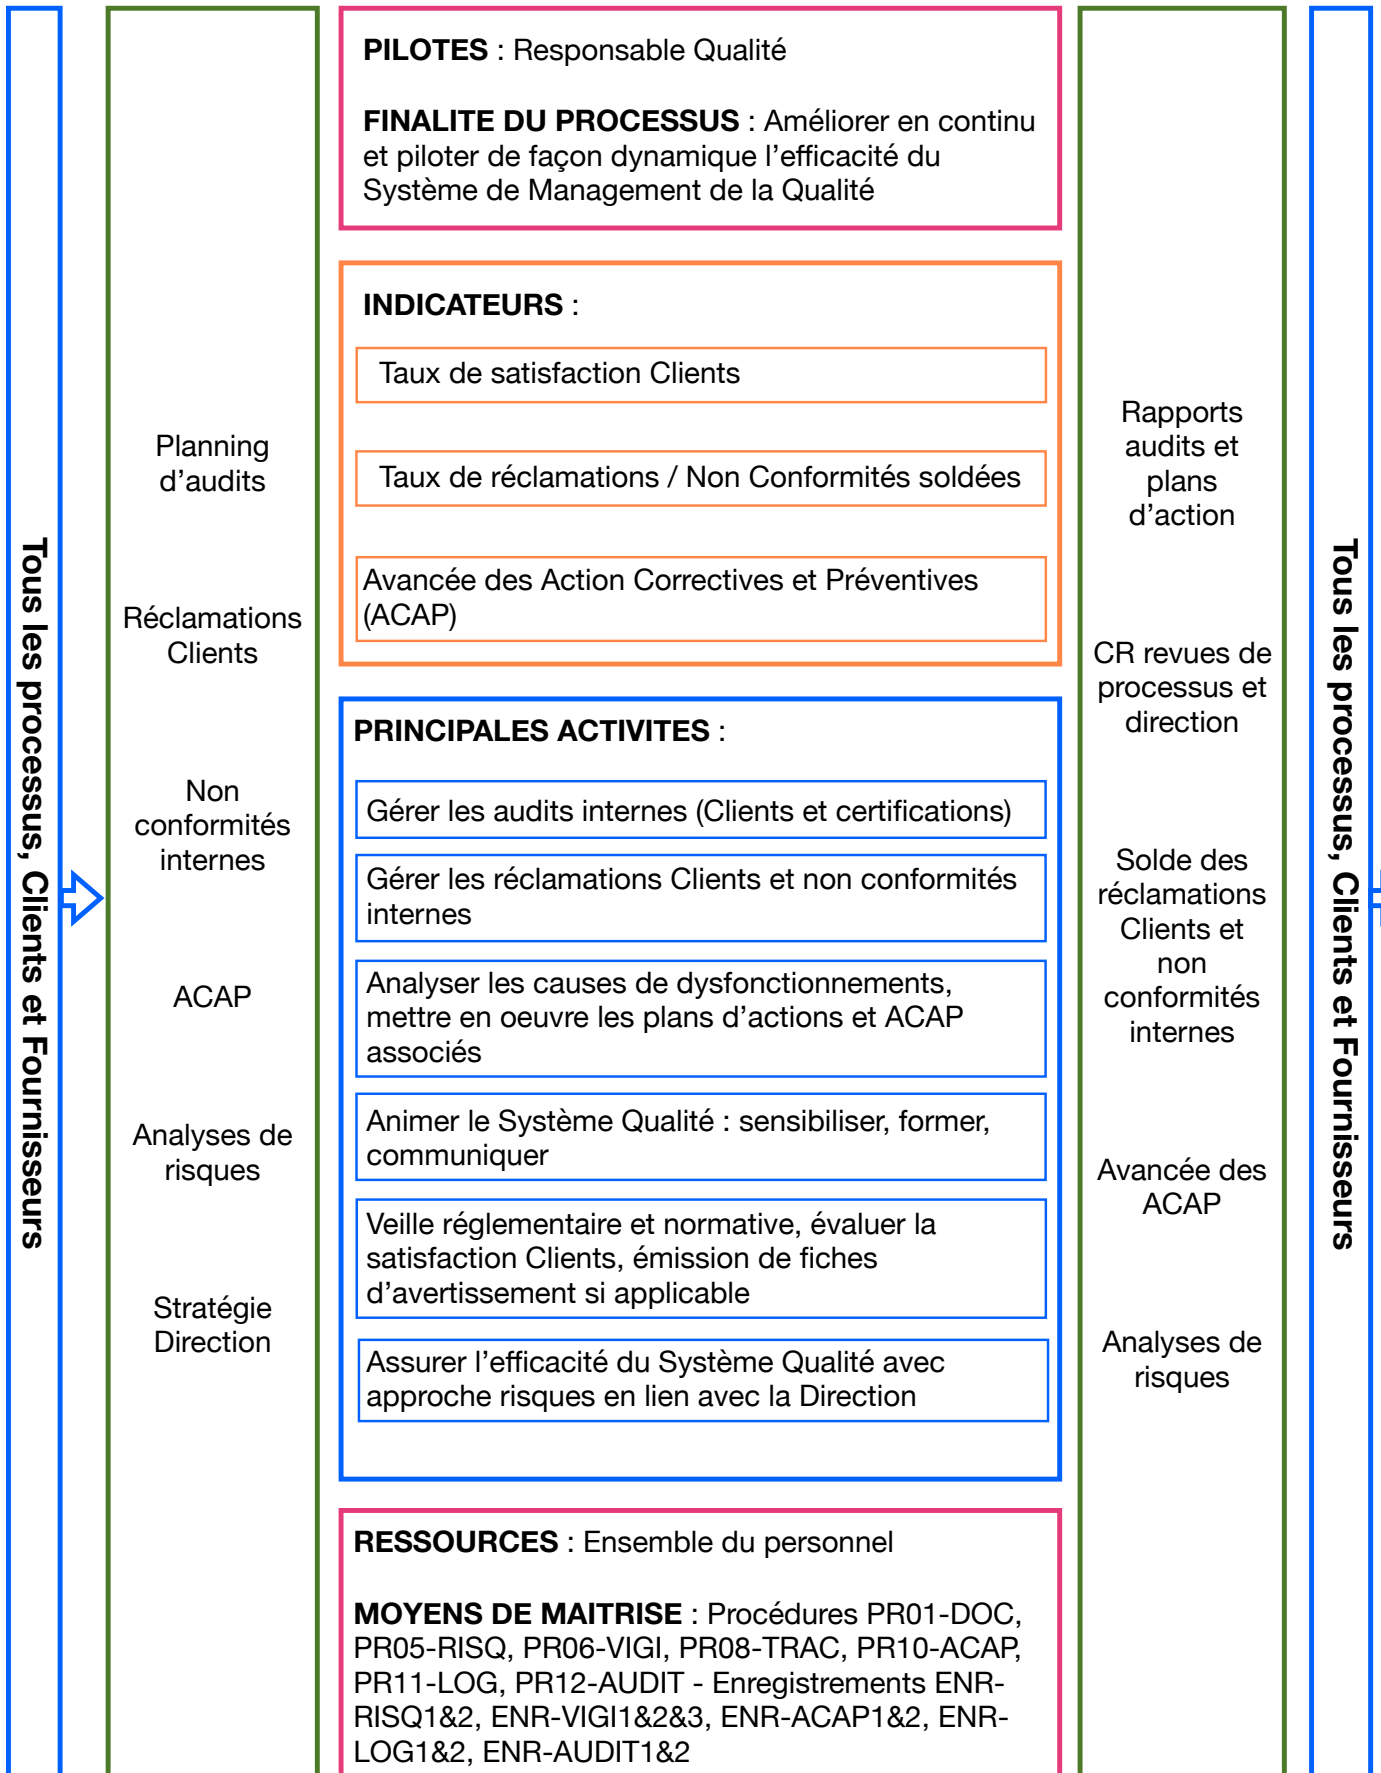 Tous les processus, Clients et Fournisseurs
Planning
d’audits
Réclamations
Clients
Non
conformités
internes
ACAP
Analyses de
risques
Stratégie
Direction
PILOTES : Responsable Qualité
FINALITE DU PROCESSUS : Améliorer en continu
et piloter de façon dynamique l’efficacité du
Système de Management de la Qualité
INDICATEURS :
Taux de satisfaction Clients
Taux de réclamations / Non Conformités soldées
Avancée des Action Correctives et Préventives
(ACAP)
PRINCIPALES ACTIVITES :
Gérer les audits internes (Clients et certifications)
Gérer les réclamations Clients et non conformités
internes
Analyser les causes de dysfonctionnements,
mettre en oeuvre les plans d’actions et ACAP
associés
Animer le Système Qualité : sensibiliser, former,
communiquer
Veille réglementaire et normative, évaluer la
satisfaction Clients, émission de fiches
d’avertissement si applicable
Assurer l’efficacité du Système Qualité avec
approche risques en lien avec la Direction
RESSOURCES : Ensemble du personnel
MOYENS DE MAITRISE : Procédures PR01-DOC,
PR05-RISQ, PR06-VIGI, PR08-TRAC, PR10-ACAP,
PR11-LOG, PR12-AUDIT - Enregistrements ENR-
RISQ1&2, ENR-VIGI1&2&3, ENR-ACAP1&2, ENR-
LOG1&2, ENR-AUDIT1&2
Rapports
audits et
plans
d’action
CR revues de
processus et
direction
Solde des
réclamations
Clients et
non
conformités
internes
Avancée des
ACAP
Analyses de
risques
Tous les processus, Clients et Fournisseurs